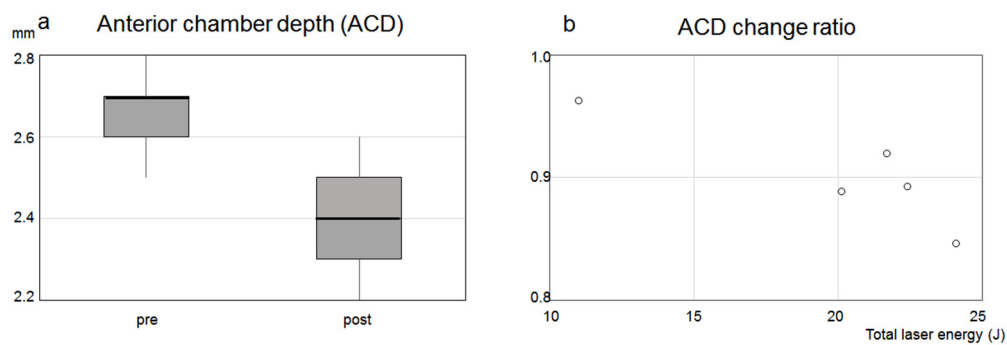 a
Anterior chamber depth (ACD)
mm
2.8
2.6
2.4
2.2
pre
post
b
ACD change ratio
1.0
0.9
0.8
10
15
20
25
Total laser energy (J)